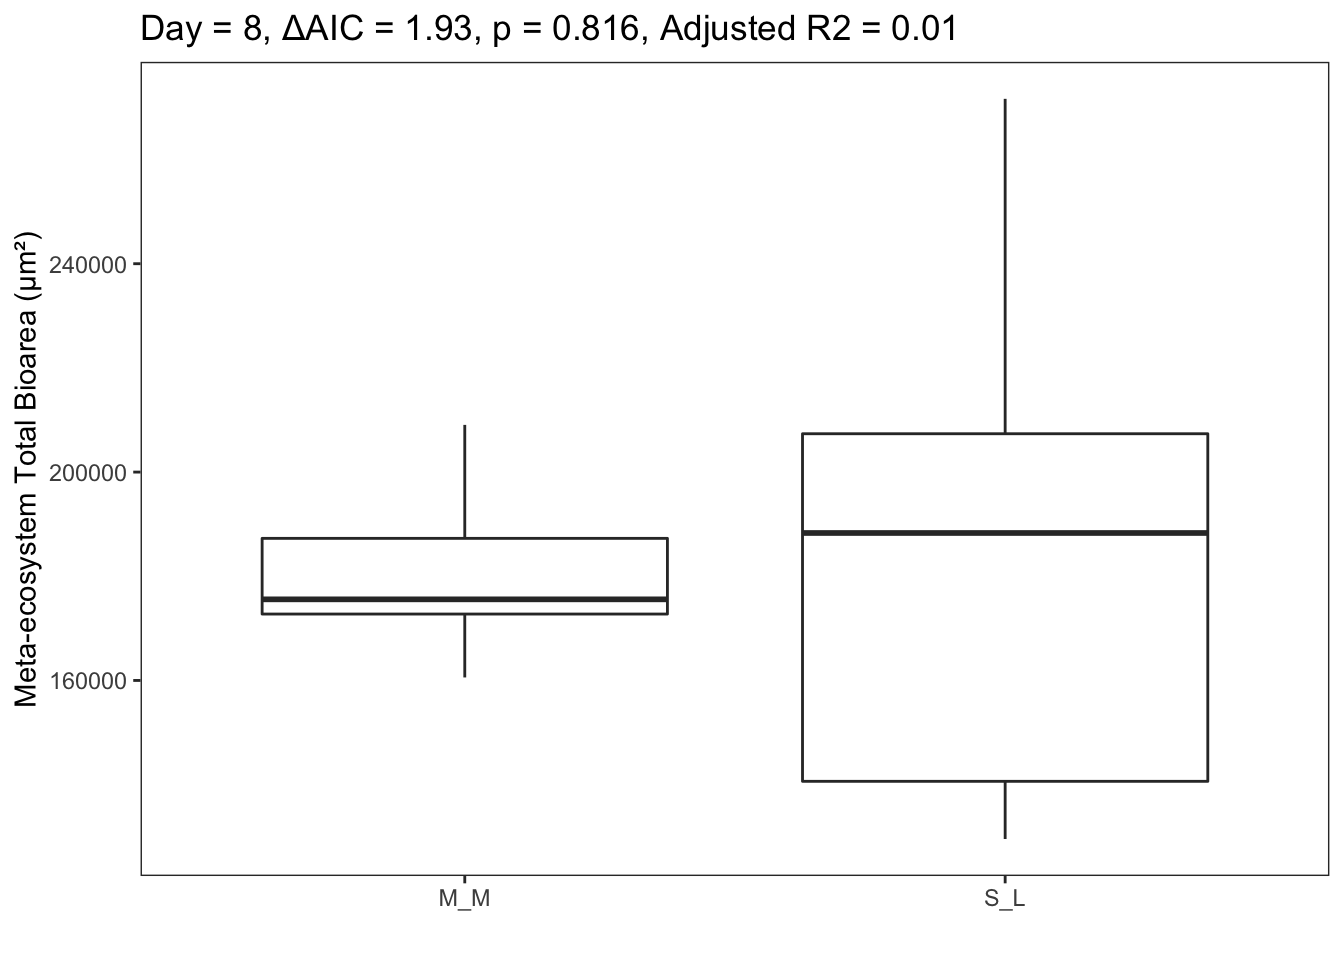 Day = 8, ΔAIC = 1.93, p = 0.816, Adjusted R2 = 0.01
Meta-ecosystem Total Bioarea (μm²)
240000
200000
160000
M_M
S_L